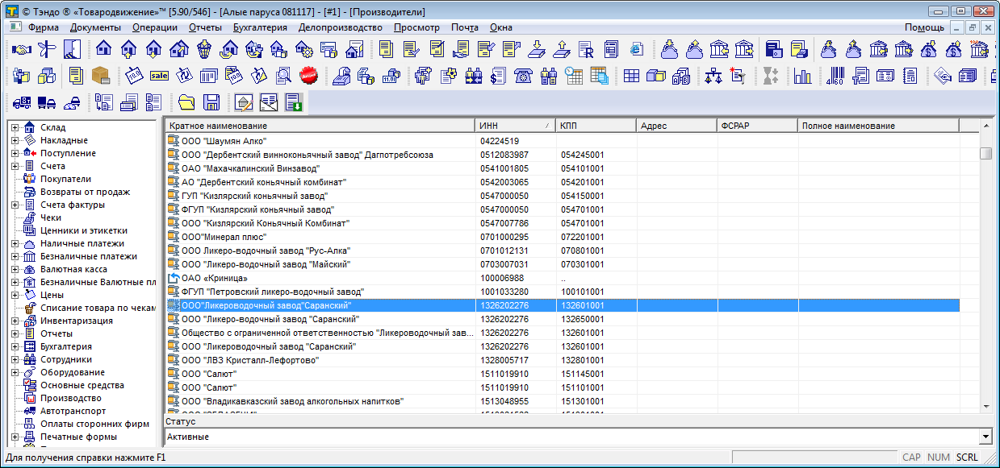 © Тэндо ® «Товародвижение»™ [5.90/546] - [Алые паруса 081117] - [#1] - [Производители]
Фирма Документы Операции Отчеты Бухгалтерия Делопроизводство Просмотр Почта Окна Помощь
sale
Склад
Накладные
Поступление
Счета
Покупатели
Возвраты от продаж
Счета фактуры
Чеки
Ценники и этикетки
Наличные платежи
Безналичные платежи
Валютная касса
Безналичные Валютные пл
Цены
Списание товара по чекам
Инвентаризация
Отчеты
Бухгалтерия
Сотрудники
Оборудование
Основные средства
Производство
Автотранспорт
Оплаты сторонних фирм
Печатные формы
Кратное наименование ИНН / КПП Адрес ФСРАР Полное наименование
ООО "Шаумян Алко" 04224519
ООО "Дербентский винноконьячный завод" Дагпотребсоюза 0512083987 054245001
ОАО "Махачкалинский Винзавод" 0541001805 054101001
АО "Дербентский коньячный комбинат" 0542003065 054201001
ГУП "Кизлярский коньячный завод" 0547000050 054150001
ФГУП "Кизлярский коньячный завод" 0547000050 054701001
ООО "Кизлярский Коньячный Комбинат" 0547007786 054701001
ООО"Минерал плюс" 0701000295 072201001
ООО Ликеро-водочный завод "Рус-Алка" 0701012131 070801001
ООО "Ликеро-водочный завод "Майский" 0703007031 070301001
ОАО «Криница» 100006988 ..
ФГУП "Петровский ликеро-водочный завод" 1001033280 100101001
ООО"Ликероводочный завод"Саранский" 1326202276 132601001
ООО "Ликеро-водочный завод "Саранский" 1326202276 132650001
Общество с ограниченной ответственностью "Ликероводочный зав... 1326202276 132601001
ООО "Ликероводочный завод "Саранский" 1326202276 132601001
ООО "ЛВЗ Кристалл-Лефортово" 1328005717 132801001
ООО "Салют" 1511019910 151145001
ООО "Салют" 1511019910 151101001
ООО "Владикавказский завод алкогольных напитков" 1513048955 151301001
Статус
Активные
Для получения справки нажмите F1 CAP NUM SCRL